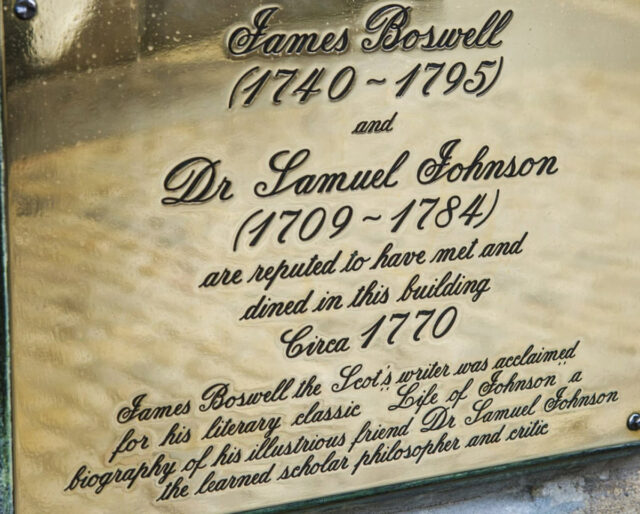 James Boswell
(1740 ~ 1795)
and
Dr Samuel Johnson
(1709 ~ 1784)
are reputed to have met and
dined in this building
Circa 1770
James Boswell the Scot's writer was acclaimed
for his literary classic "Life of Johnson" a
biography of his illustrious friend Dr Samuel Johnson
the learned scholar philosopher and critic